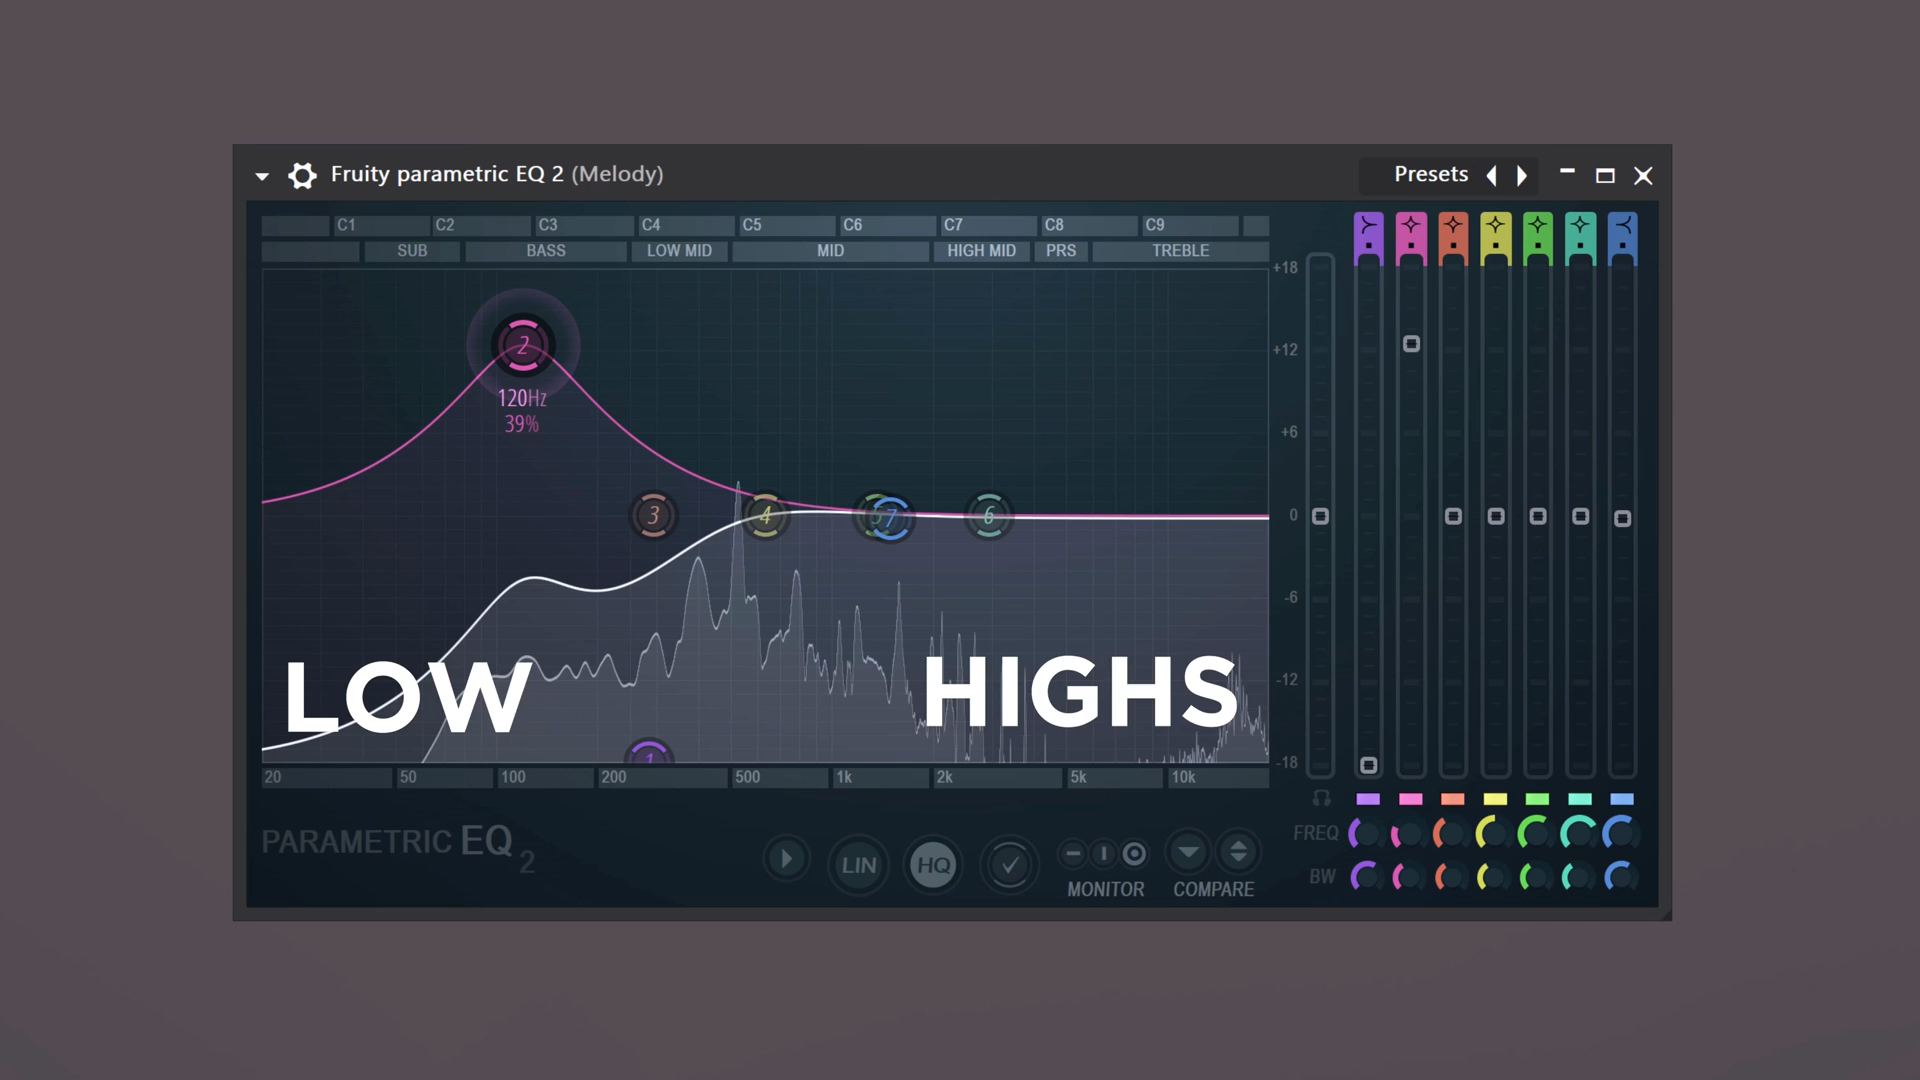 Fruity parametric EQ 2 (Melody)
Presets
C1 C2 C3 C4 C5 C6 C7 C8 C9
SUB BASS LOW MID MID HIGH MID PRS TREBLE
+18
+12
+6
0
-6
-12
-18
2
120Hz
39%
3 4 5 7 6
LOW HIGHS
1
20 50 100 200 500 1k 2k 5k 10k
PARAMETRIC EQ 2
LIN HQ
MONITOR COMPARE
FREQ
BW